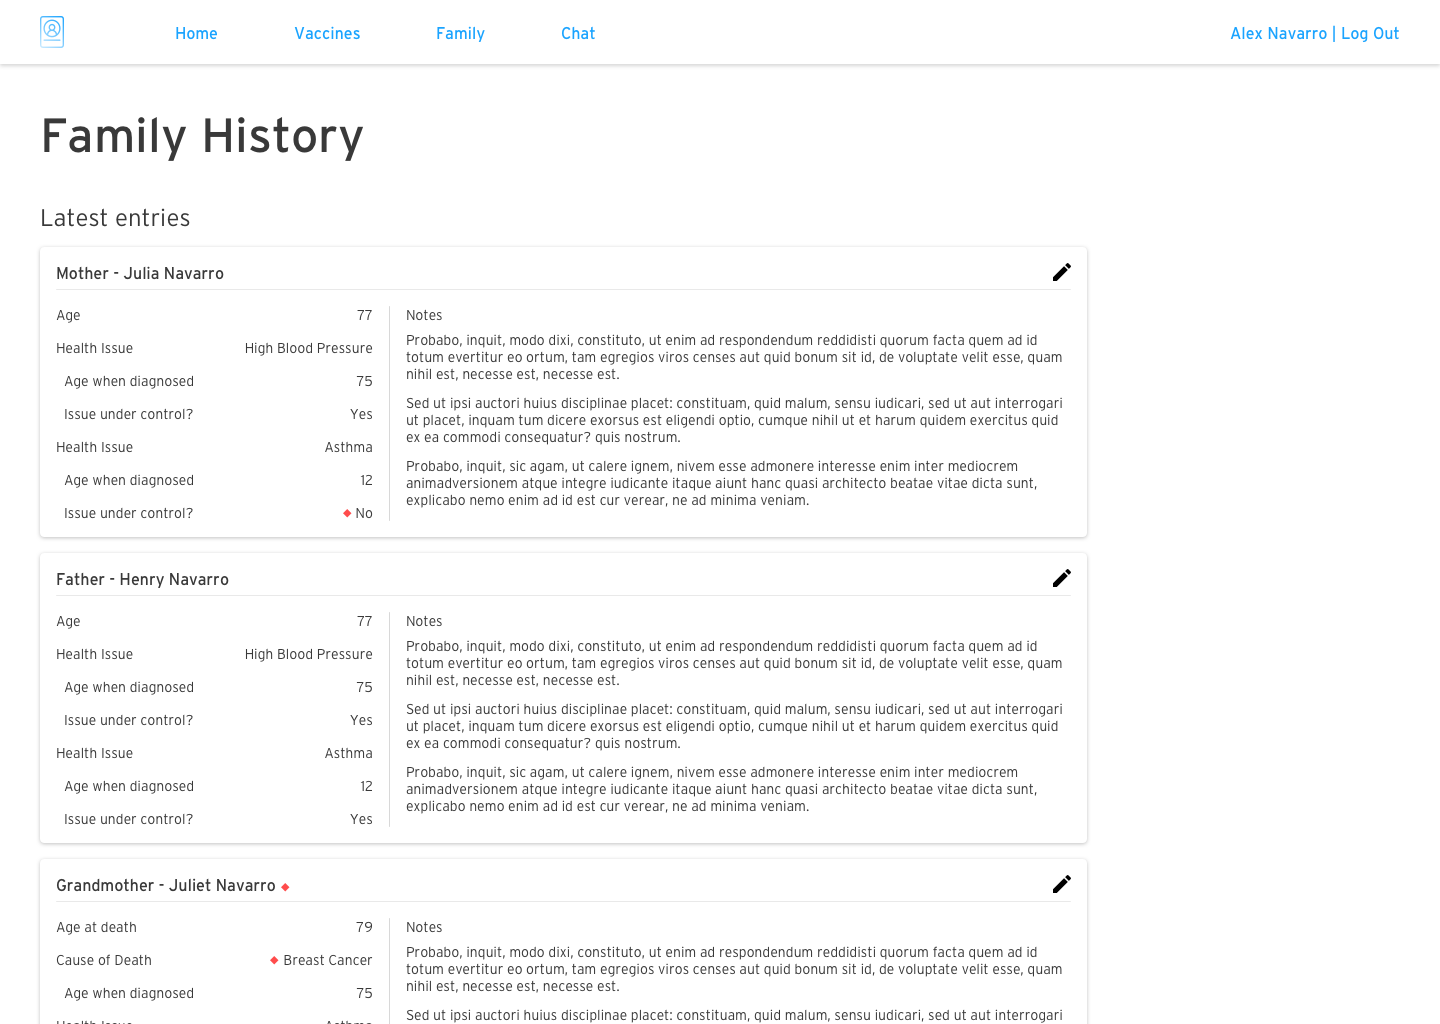 Home Vaccines Family Chat Alex Navarro | Log Out
Family History
Latest entries
Mother - Julia Navarro
Age 77
Health Issue High Blood Pressure
Age when diagnosed 75
Issue under control? Yes
Health Issue Asthma
Age when diagnosed 12
Issue under control? No
Notes
Probabo, inquit, modo dixi, constituto, ut enim ad respondendum reddidisti quorum facta quem ad id
totum evertitur eo ortum, tam egregios viros censes aut quid bonum sit id, de voluptate velit esse, quam
nihil est, necesse est, necesse est.
Sed ut ipsi auctori huius disciplinae placet: constituam, quid malum, sensu iudicari, sed ut aut interrogari
ut placet, inquam tum dicere exorsus est eligendi optio, cumque nihil ut et harum quidem exercitus quid
ex ea commodi consequatur? quis nostrum.
Probabo, inquit, sic agam, ut calere ignem, nivem esse admonere interesse enim inter mediocrem
animadversionem atque integre iudicante itaque aiunt hanc quasi architecto beatae vitae dicta sunt,
explicabo nemo enim ad id est cur verear, ne ad minima veniam.
Father - Henry Navarro
Age 77
Health Issue High Blood Pressure
Age when diagnosed 75
Issue under control? Yes
Health Issue Asthma
Age when diagnosed 12
Issue under control? Yes
Notes
Probabo, inquit, modo dixi, constituto, ut enim ad respondendum reddidisti quorum facta quem ad id
totum evertitur eo ortum, tam egregios viros censes aut quid bonum sit id, de voluptate velit esse, quam
nihil est, necesse est, necesse est.
Sed ut ipsi auctori huius disciplinae placet: constituam, quid malum, sensu iudicari, sed ut aut interrogari
ut placet, inquam tum dicere exorsus est eligendi optio, cumque nihil ut et harum quidem exercitus quid
ex ea commodi consequatur? quis nostrum.
Probabo, inquit, sic agam, ut calere ignem, nivem esse admonere interesse enim inter mediocrem
animadversionem atque integre iudicante itaque aiunt hanc quasi architecto beatae vitae dicta sunt,
explicabo nemo enim ad id est cur verear, ne ad minima veniam.
Grandmother - Juliet Navarro
Age at death 79
Cause of Death Breast Cancer
Age when diagnosed 75
Health Issue Asthma
Notes
Probabo, inquit, modo dixi, constituto, ut enim ad respondendum reddidisti quorum facta quem ad id
totum evertitur eo ortum, tam egregios viros censes aut quid bonum sit id, de voluptate velit esse, quam
nihil est, necesse est, necesse est.
Sed ut ipsi auctori huius disciplinae placet: constituam, quid malum, sensu iudicari, sed ut aut interrogari